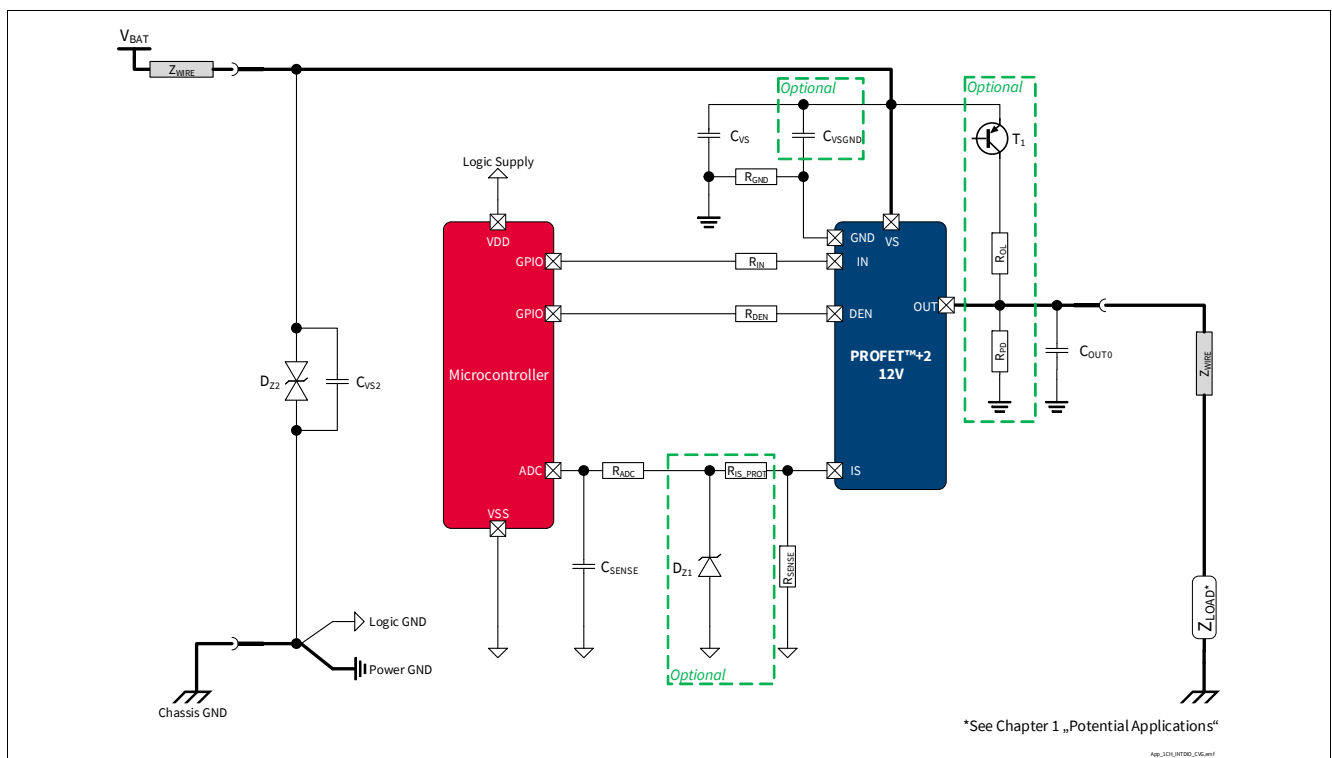 VBAT
ZWIRE
Optional
Optional
CVS
CVSGND
T1
Logic Supply
RGND
VDD
GND
VS
GPIO
RIN
IN
ROL
OUT
GPIO
RDEN
DEN
PROFET™+2
12V
RPD
COUT0
ZWIRE
DZ2
CVS2
Microcontroller
ADC
RADC
RIS_PROT
IS
VSS
CSENSE
DZ1
RSENSE
ZLOAD*
Logic GND
Power GND
Optional
Chassis GND
*See Chapter 1 „Potential Applications“
App_1CH_INTDIO_CVG.emf